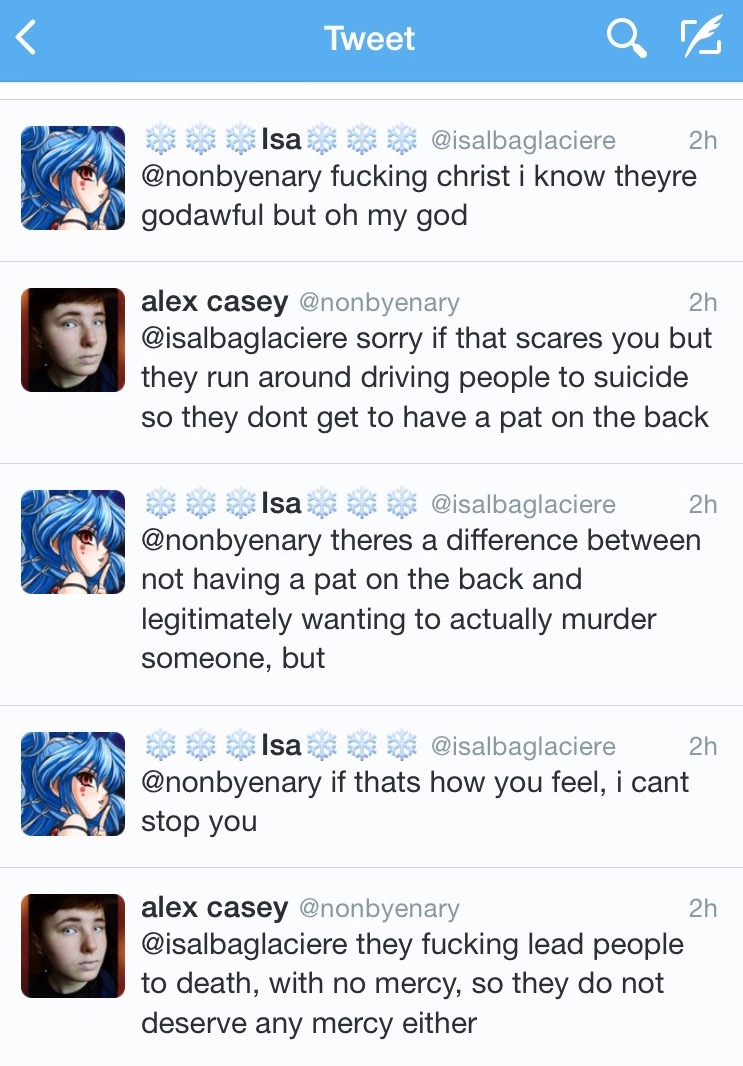 Tweet
❄❄❄Isa❄❄❄ @isalbaglaciere 2h
@nonbyenary fucking christ i know theyre
godawful but oh my god
alex casey @nonbyenary 2h
@isalbaglaciere sorry if that scares you but
they run around driving people to suicide
so they dont get to have a pat on the back
❄❄❄Isa❄❄❄ @isalbaglaciere 2h
@nonbyenary theres a difference between
not having a pat on the back and
legitimately wanting to actually murder
someone, but
❄❄❄Isa❄❄❄ @isalbaglaciere 2h
@nonbyenary if thats how you feel, i cant
stop you
alex casey @nonbyenary 2h
@isalbaglaciere they fucking lead people
to death, with no mercy, so they do not
deserve any mercy either